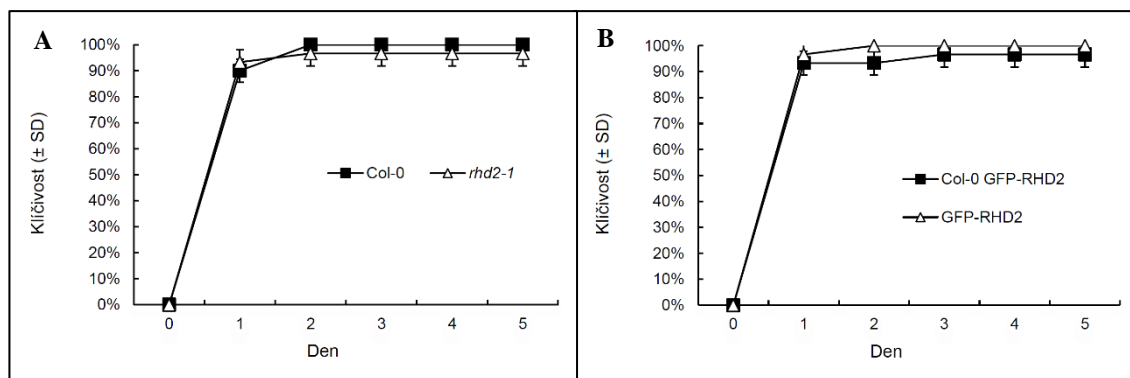 A
Klíčivost (± SD)
100%
90%
80%
70%
60%
50%
40%
30%
20%
10%
0%
Col-0 rhd2-1
0 1 2 3 4 5
Den
B
Klíčivost (± SD)
100%
90%
80%
70%
60%
50%
40%
30%
20%
10%
0%
Col-0 GFP-RHD2
GFP-RHD2
0 1 2 3 4 5
Den